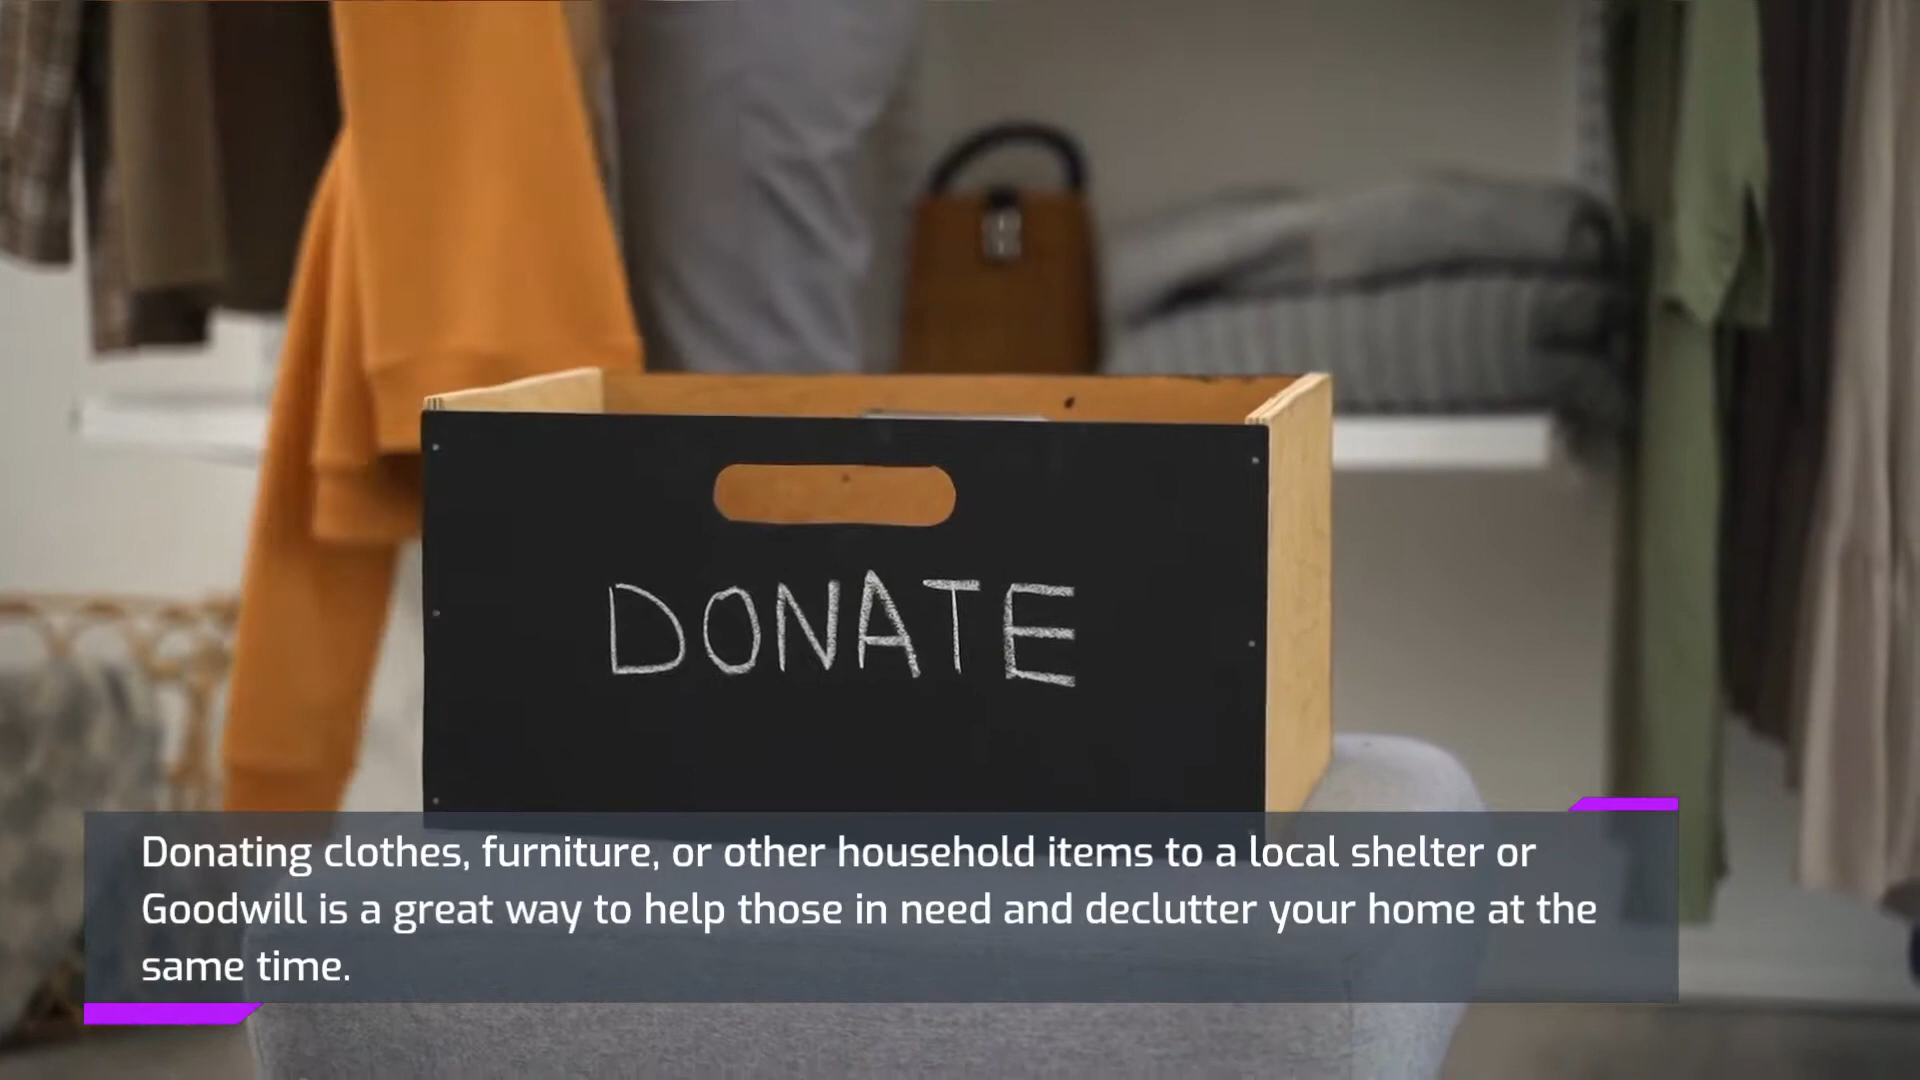 DONATE
Donating clothes, furniture, or other household items to a local shelter or
Goodwill is a great way to help those in need and declutter your home at the
same time.